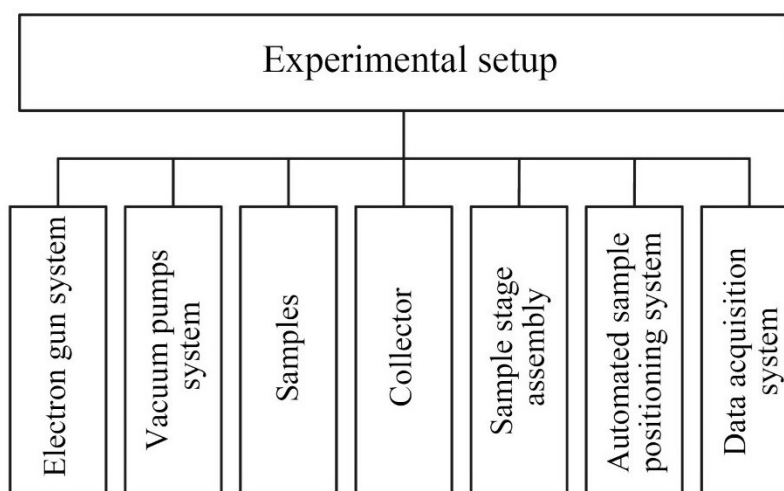 Experimental setup
Electron gun system
Vacuum pumps
system
Samples
Collector
Sample stage
assembly
Automated sample
positioning system
Data acquisition
system